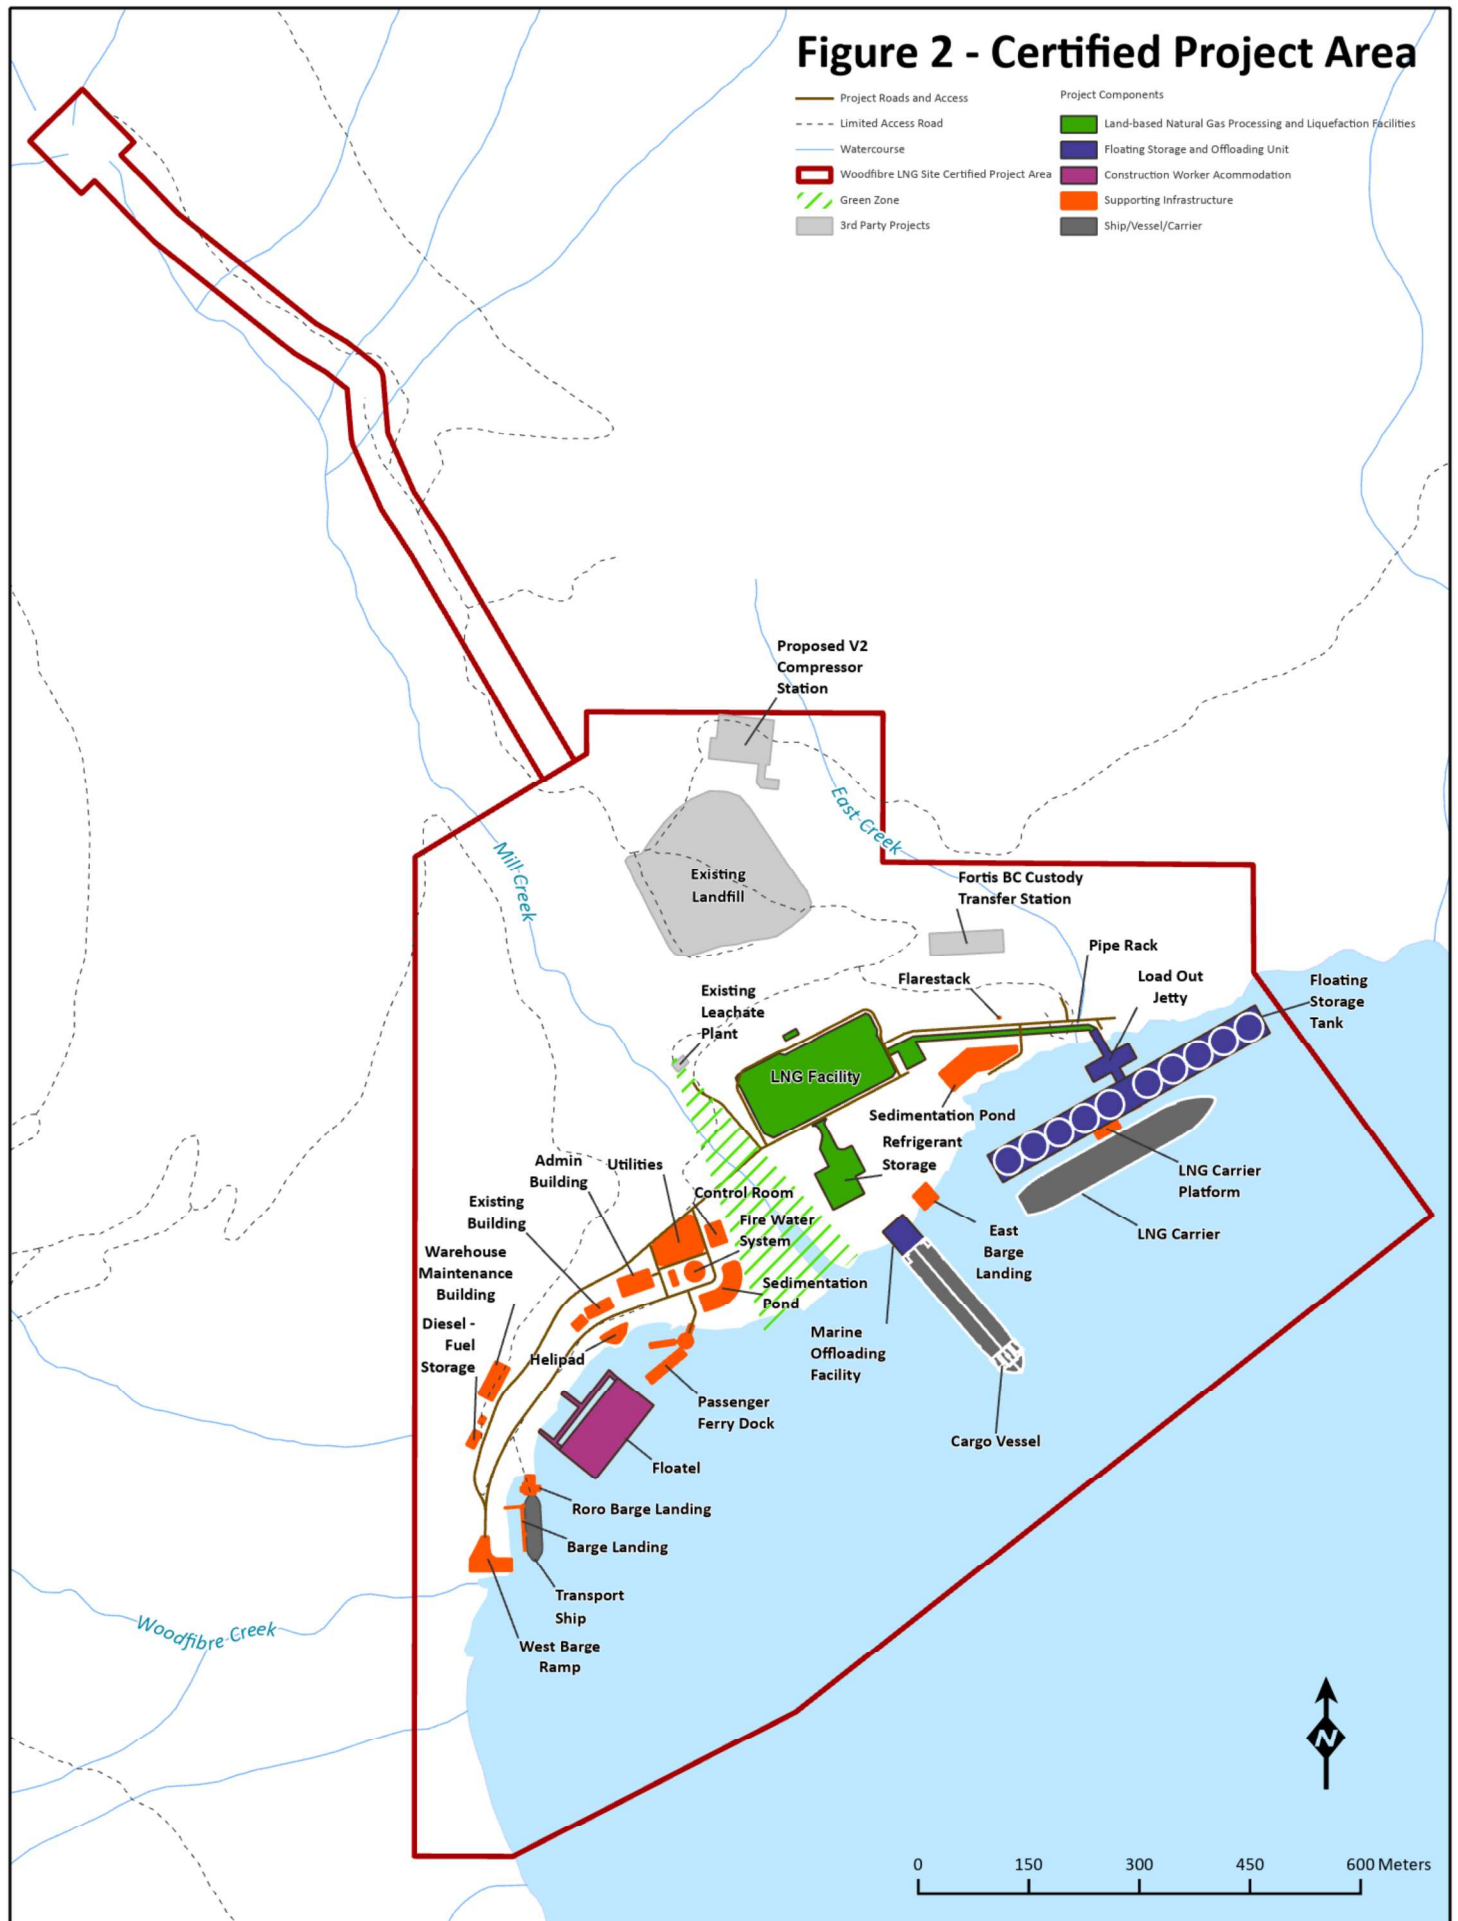 Figure 2 - Certified Project Area
Project Roads and Access
Limited Access Road
Watercourse
Woodfibre LNG Site Certified Project Area
Green Zone
3rd Party Projects
Project Components
Land-based Natural Gas Processing and Liquefaction Facilities
Floating Storage and Offloading Unit
Construction Worker Acommodation
Supporting Infrastructure
Ship/Vessel/Carrier
Proposed V2
Compressor
Station
East Creek
Mill Creek
Existing
Landfill
Fortis BC Custody
Transfer Station
Pipe Rack
Load Out
Jetty
Floating
Storage
Tank
Flarestack
Existing
Leachate
Plant
LNG Facility
Sedimentation Pond
Refrigerant
Storage
LNG Carrier
Platform
LNG Carrier
East
Barge
Landing
Admin
Building
Utilities
Control Room
Fire Water
System
Existing
Building
Warehouse
Maintenance
Building
Sedimentation
Pond
Diesel -
Fuel
Storage
Helipad
Marine
Offloading
Facility
Passenger
Ferry Dock
Cargo Vessel
Floatel
Roro Barge Landing
Barge Landing
Transport
Ship
West Barge
Ramp
Woodfibre Creek
N
0 150 300 450 600 Meters